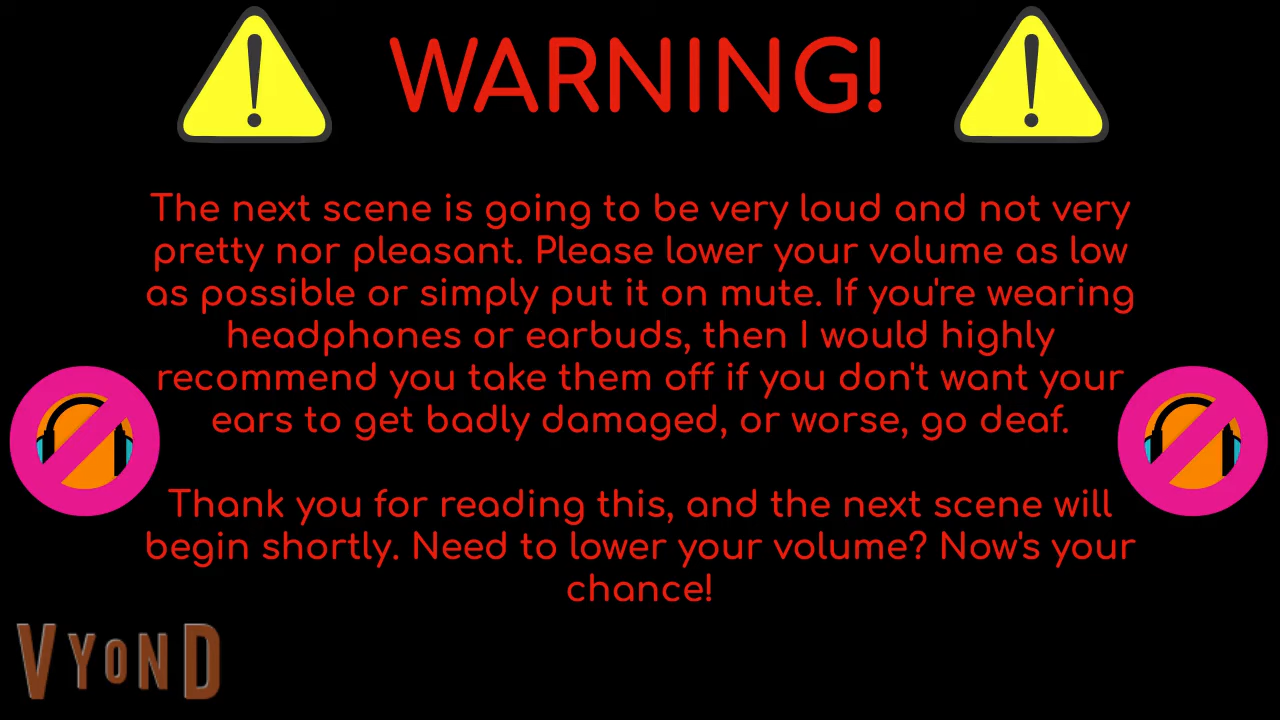 WARNING!
The next scene is going to be very loud and not very
pretty nor pleasant. Please lower your volume as low
as possible or simply put it on mute. If you're wearing
headphones or earbuds, then I would highly
recommend you take them off if you don't want your
ears to get badly damaged, or worse, go deaf.
Thank you for reading this, and the next scene will
begin shortly. Need to lower your volume? Now's your
chance!
VYOND